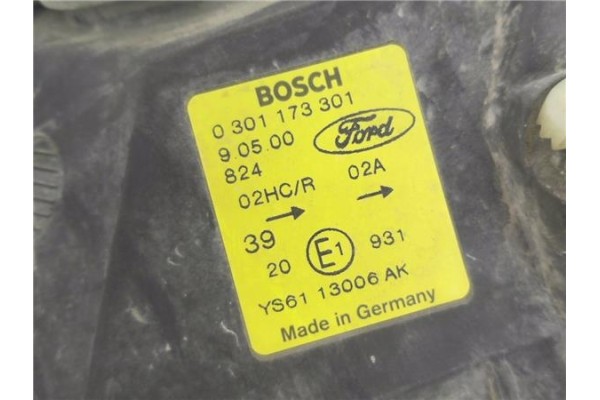 BOSCH
0 301 173 301
9.05.00 Ford
824
02HC/R 02A
→ →
39
20 E1 931
YS61 13006 AK
Made in Germany